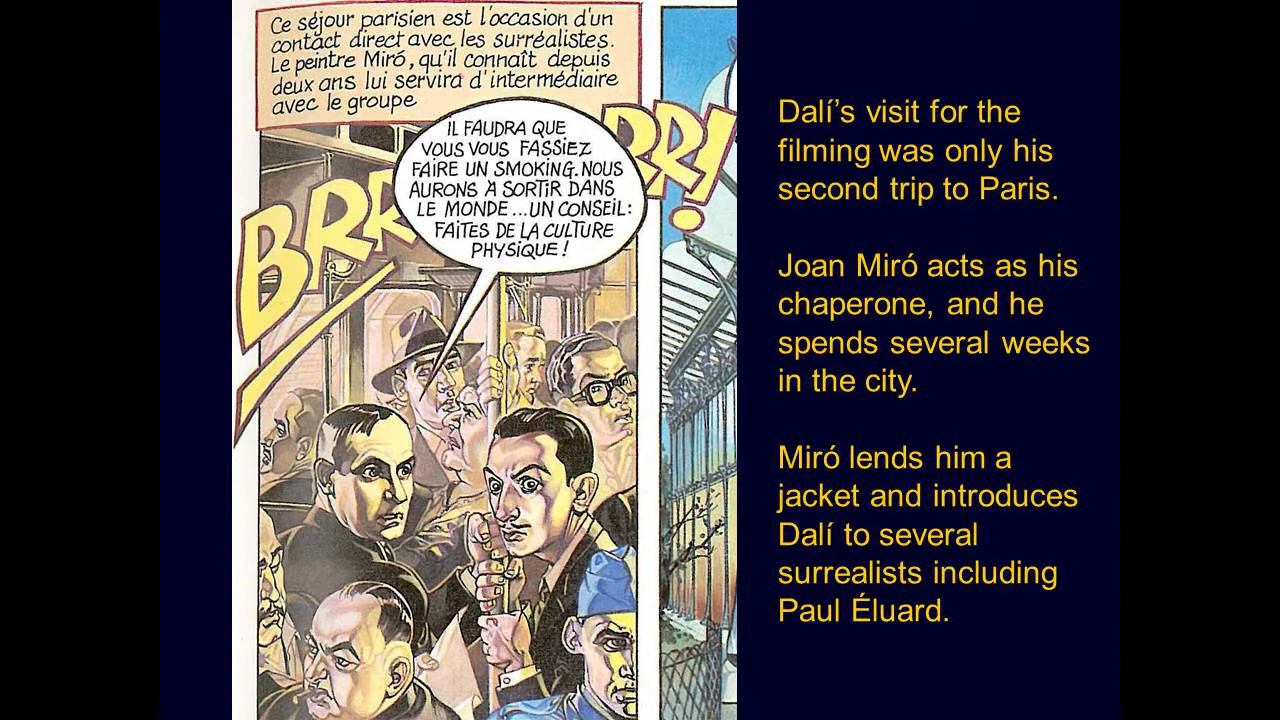 Ce séjour parisien est l'occasion d'un
contact direct avec les surréalistes.
Le peintre Miró, qu'il connaît depuis
deux ans lui servira d'intermédiaire
avec le groupe
IL FAUDRA QUE
VOUS VOUS FASSIEZ
FAIRE UN SMOKING. NOUS
AURONS A SORTIR DANS
LE MONDE... UN CONSEIL:
FAITES DE LA CULTURE
PHYSIQUE!
BRR
RR!
Dalí’s visit for the
filming was only his
second trip to Paris.
Joan Miró acts as his
chaperone, and he
spends several weeks
in the city.
Miró lends him a
jacket and introduces
Dalí to several
surrealists including
Paul Éluard.